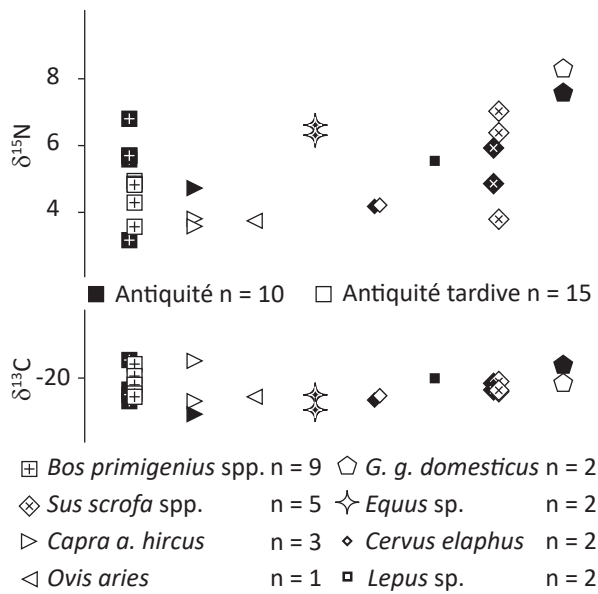 8
6
4
δ15N
Antiquité n = 10 Antiquité tardive n = 15
-20
δ13C
Bos primigenius spp. n = 9 G. g. domesticus n = 2
Sus scrofa spp. n = 5 Equus sp. n = 2
Capra a. hircus n = 3 Cervus elaphus n = 2
Ovis aries n = 1 Lepus sp. n = 2